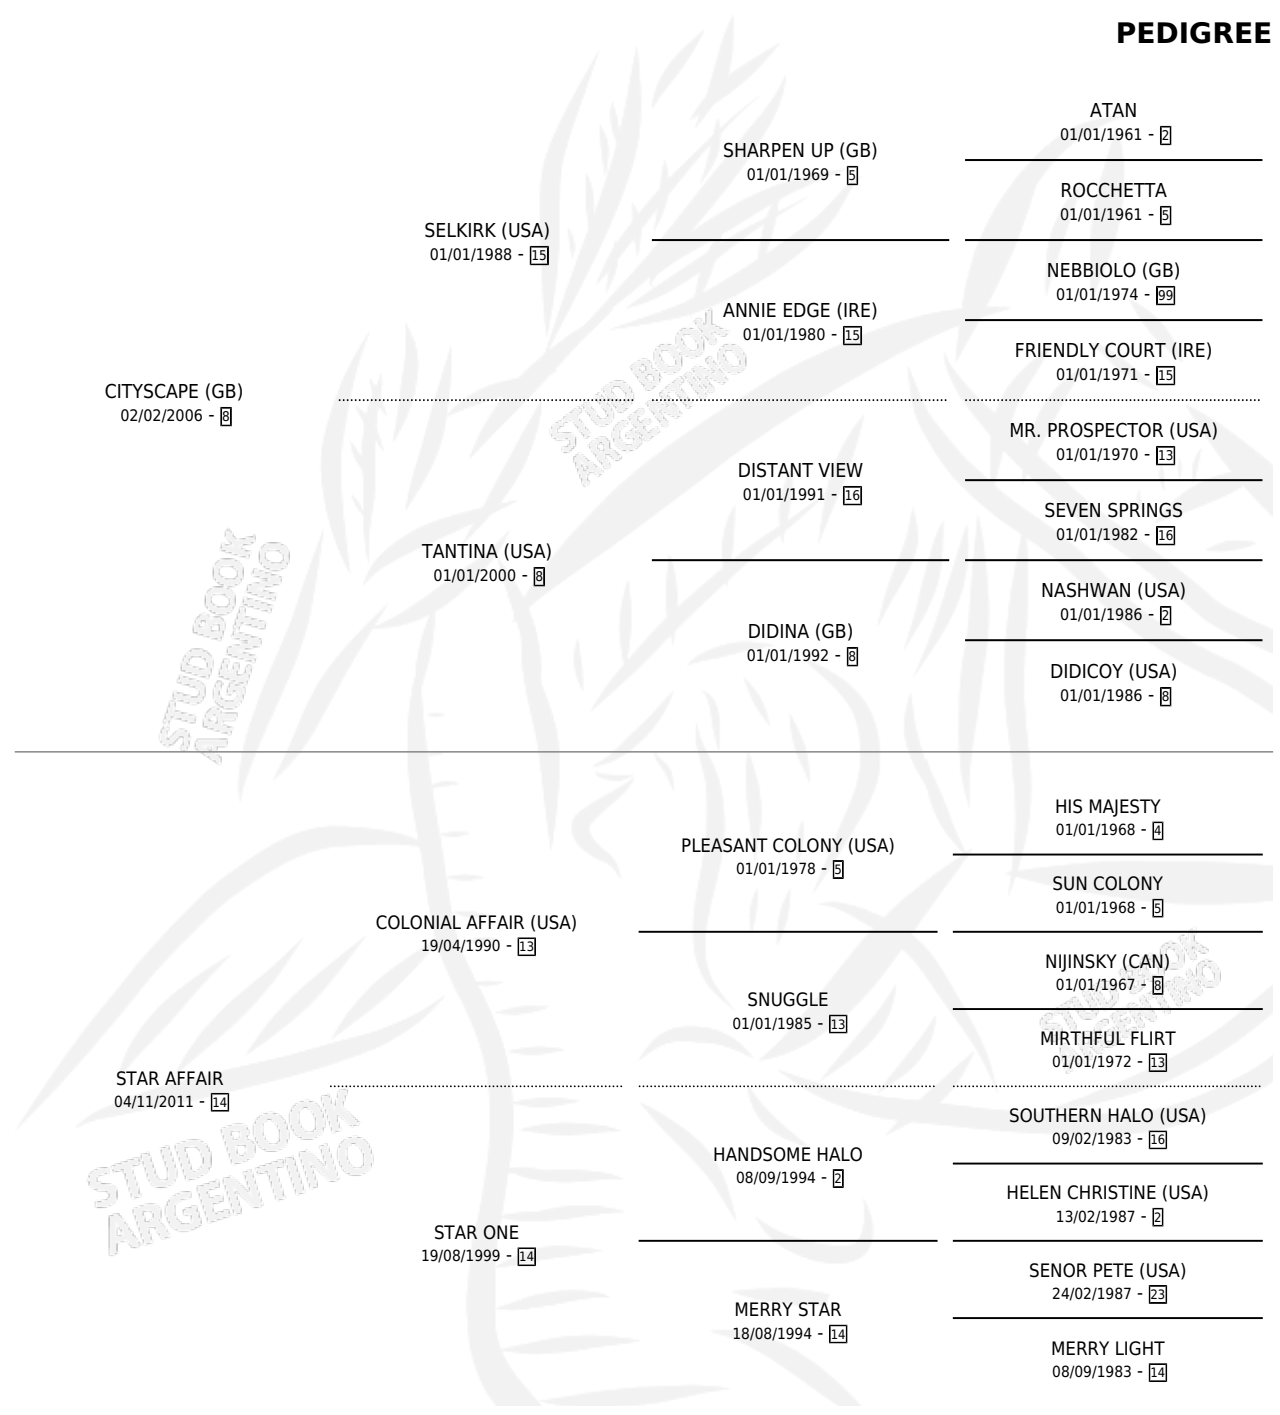 PEDIGREE
ATAN
01/01/1961 - 2
SHARPEN UP (GB)
01/01/1969 - 5
ROCCHETTA
01/01/1961 - 5
SELKIRK (USA)
01/01/1988 - 15
NEBBIOLO (GB)
01/01/1974 - 99
ANNIE EDGE (IRE)
01/01/1980 - 15
FRIENDLY COURT (IRE)
01/01/1971 - 15
CITYSCAPE (GB)
02/02/2006 - 8
STUD BOOK
ARGENTINO
MR. PROSPECTOR (USA)
01/01/1970 - 13
DISTANT VIEW
01/01/1991 - 16
SEVEN SPRINGS
01/01/1982 - 16
TANTINA (USA)
01/01/2000 - 8
NASHWAN (USA)
01/01/1986 - 2
DIDINA (GB)
01/01/1992 - 8
DIDICOY (USA)
01/01/1986 - 8
STUD BOOK
ARGENTINO
HIS MAJESTY
01/01/1968 - 4
PLEASANT COLONY (USA)
01/01/1978 - 5
SUN COLONY
01/01/1968 - 5
COLONIAL AFFAIR (USA)
19/04/1990 - 13
NIJINSKY (CAN)
01/01/1967 - 8
SNUGGLE
01/01/1985 - 13
STUD BOOK
ARGENTINO
MIRTHFUL FLIRT
01/01/1972 - 13
STAR AFFAIR
04/11/2011 - 14
SOUTHERN HALO (USA)
09/02/1983 - 16
HANDSOME HALO
08/09/1994 - 2
STUD BOOK
ARGENTINO
HELEN CHRISTINE (USA)
13/02/1987 - 2
STAR ONE
19/08/1999 - 14
SENOR PETE (USA)
24/02/1987 - 23
MERRY STAR
18/08/1994 - 14
MERRY LIGHT
08/09/1983 - 14